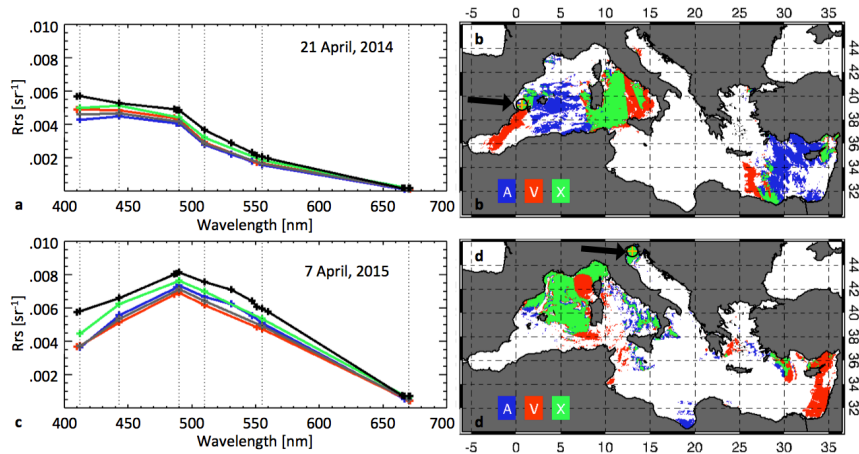 .010
.008
.006
.004
.002
Rrs [sr⁻¹]
21 April, 2014
400 450 500 550 600 650 700
Wavelength [nm]
a
b
44
42
40
38
36
34
32
A V X
b
-5 0 5 10 15 20 25 30 35
.010
.008
.006
.004
.002
Rrs [sr⁻¹]
7 April, 2015
400 450 500 550 600 650 700
Wavelength [nm]
c
d
44
42
40
38
36
34
32
A V X
d
-5 0 5 10 15 20 25 30 35